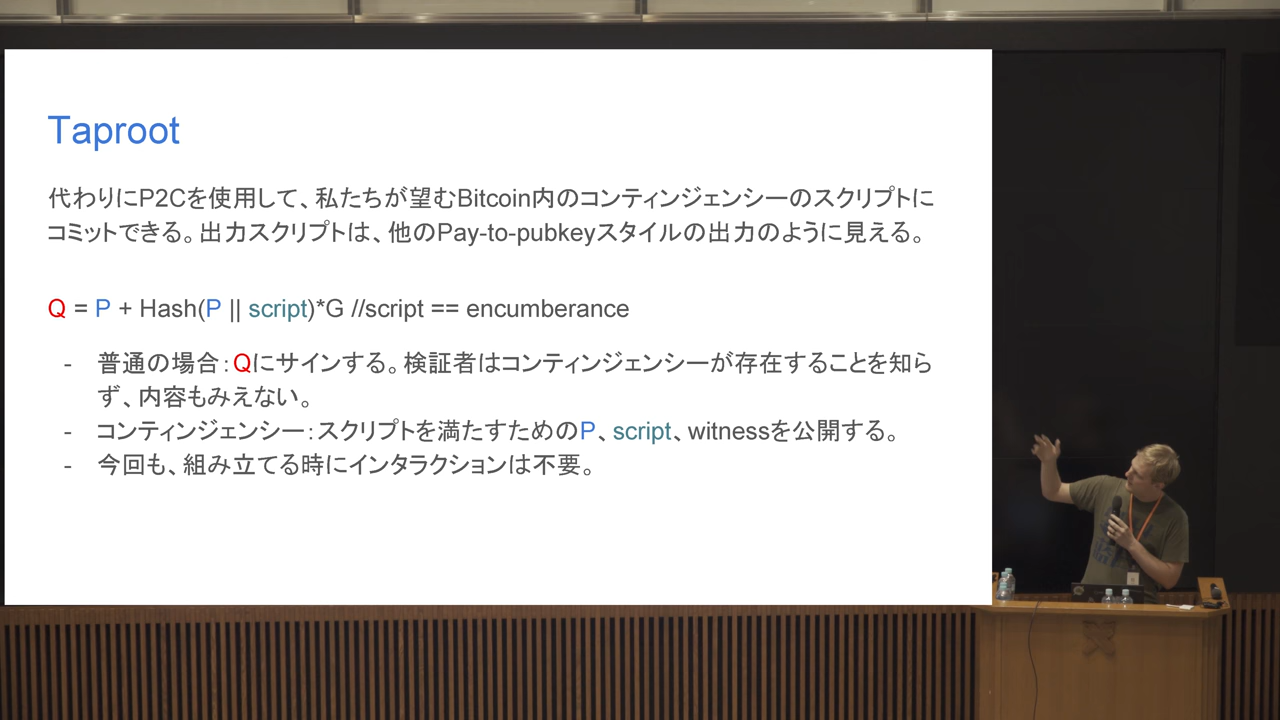 Taproot
代わりにP2Cを使用して、私たちが望むBitcoin内のコンティンジェンシーのスクリプトに
コミットできる。出力スクリプトは、他のPay-to-pubkeyスタイルの出力のように見える。
Q = P + Hash(P || script)*G //script == encumberance
- 普通の場合：Qにサインする。検証者はコンティンジェンシーが存在することを知ら
ず、内容もみえない。
- コンティンジェンシー：スクリプトを満たすためのP、script、witnessを公開する。
- 今回も、組み立てる時にインタラクションは不要。